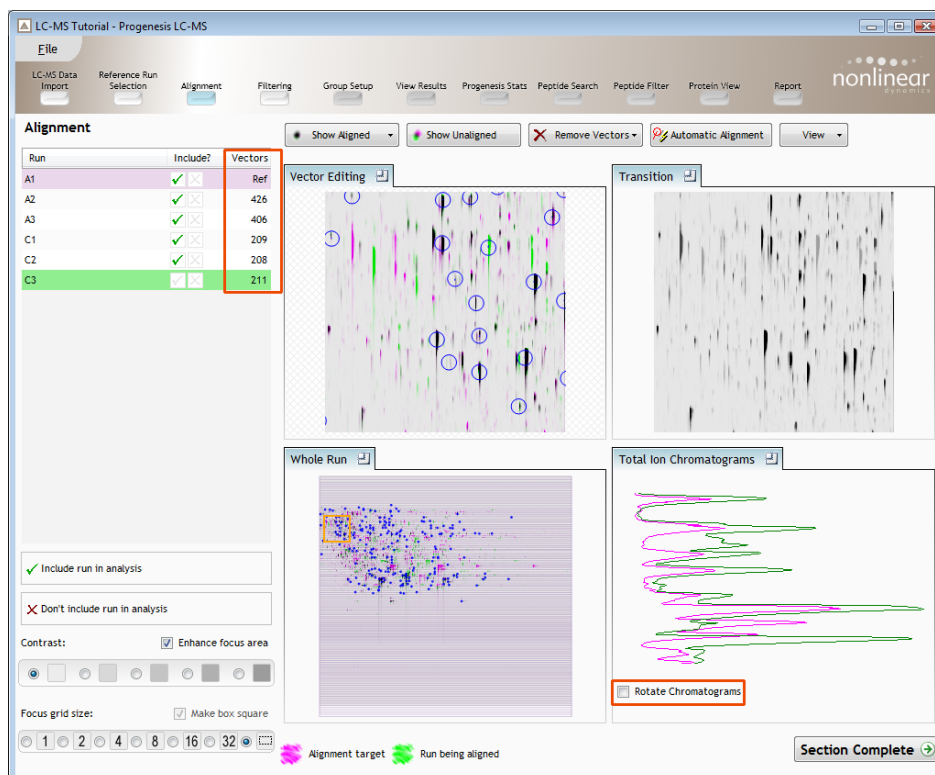 LC-MS Tutorial - Progenesis LC-MS
File
LC-MS Data Import
Reference Run Selection
Alignment
Filtering
Group Setup
View Results
Progenesis Stats
Peptide Search
Peptide Filter
Protein View
Report
nonlinear
dynamics
Alignment
Show Aligned
Show Unaligned
Remove Vectors
Automatic Alignment
View
Run Include? Vectors
A1 Ref
A2 426
A3 406
C1 209
C2 208
C3 211
Vector Editing
Transition
Whole Run
Total Ion Chromatograms
Include run in analysis
Don't include run in analysis
Contrast: Enhance focus area
Rotate Chromatograms
Focus grid size: Make box square
1 2 4 8 16 32
Alignment target Run being aligned
Section Complete